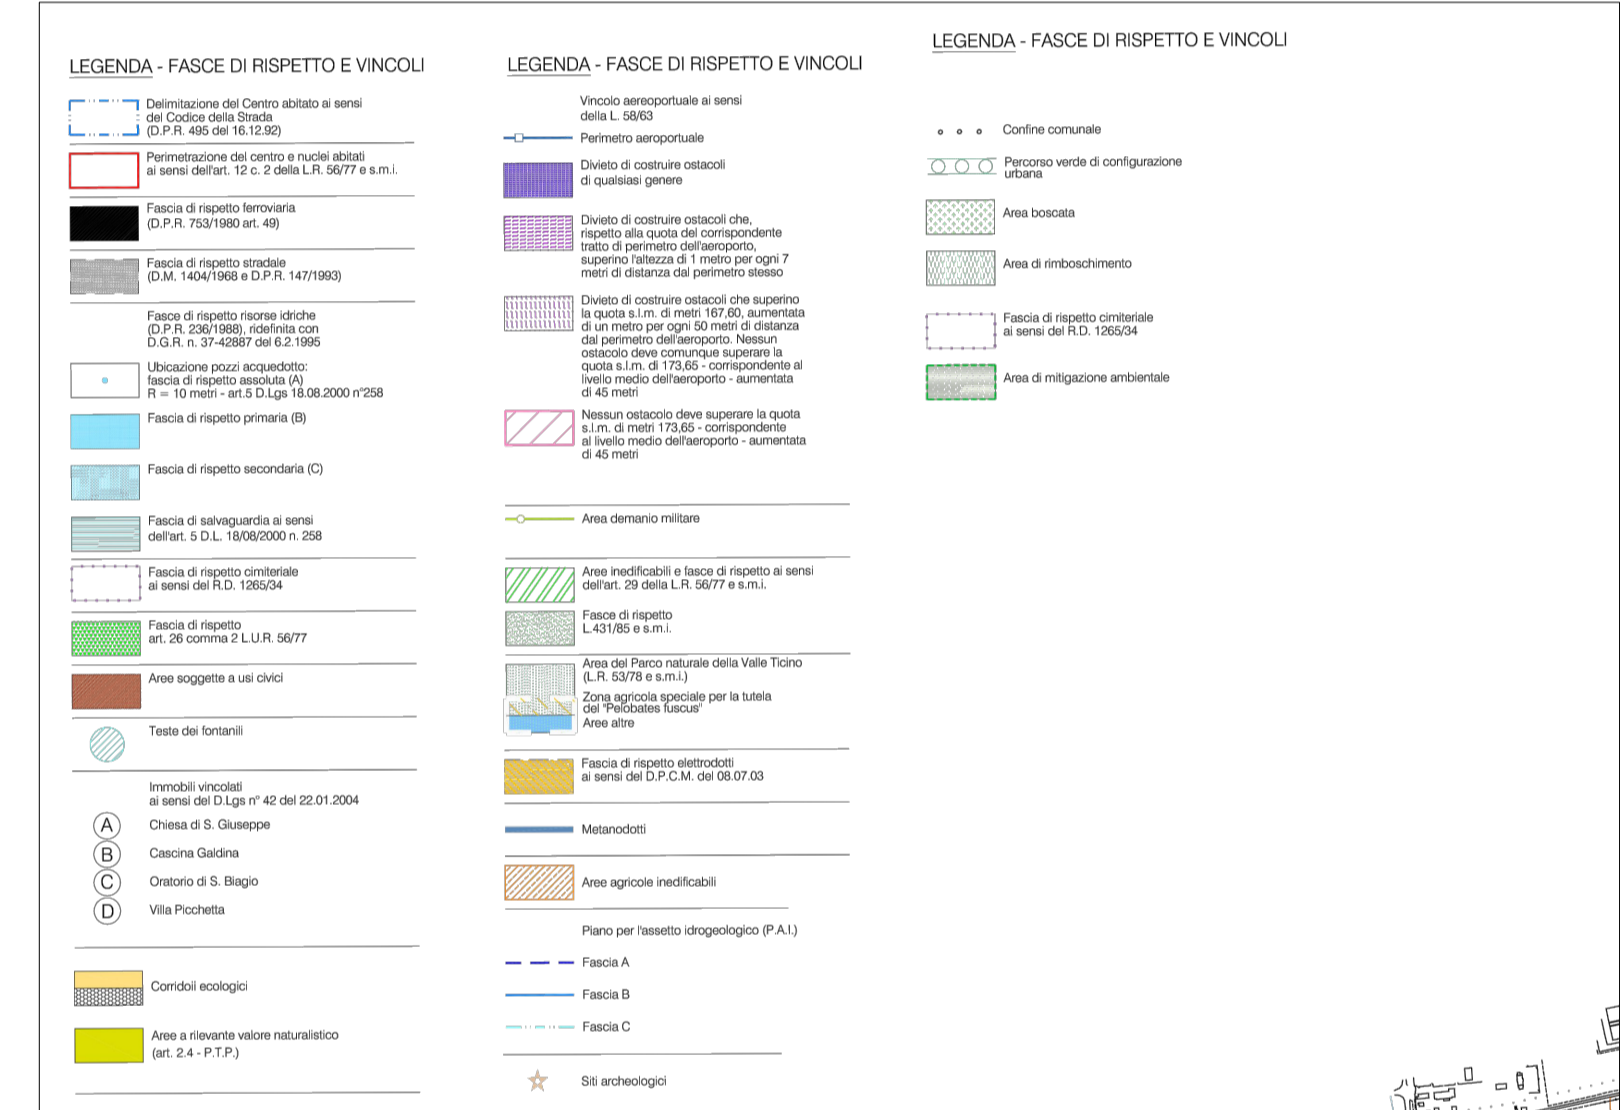 LEGENDA - FASCE DI RISPETTO E VINCOLI
Delimitazione del Centro abitato ai sensi
del Codice della Strada
(D.P.R. 495 del 16.12.92)
Perimetrazione del centro e nuclei abitati
ai sensi dell'art. 12 c. 2 della L.R. 56/77 e s.m.i.
Fascia di rispetto ferroviaria
(D.P.R. 753/1980 art. 49)
Fascia di rispetto stradale
(D.M. 1404/1968 e D.P.R. 147/1993)
Fasce di rispetto risorse idriche
(D.P.R. 236/1988), ridefinita con
D.G.R. n. 37-42887 del 6.2.1995
Ubicazione pozzi acquedotto:
fascia di rispetto assoluta (A)
R = 10 metri - art.5 D.Lgs 18.08.2000 n°258
Fascia di rispetto primaria (B)
Fascia di rispetto secondaria (C)
Fascia di salvaguardia ai sensi
dell'art. 5 D.L. 18/08/2000 n. 258
Fascia di rispetto cimiteriale
ai sensi del R.D. 1265/34
Fascia di rispetto
art. 26 comma 2 L.U.R. 56/77
Aree soggette a usi civici
Teste dei fontanili
Immobili vincolati
ai sensi del D.Lgs n° 42 del 22.01.2004
A Chiesa di S. Giuseppe
B Cascina Galdina
C Oratorio di S. Biagio
D Villa Picchetta
Corridoii ecologici
Aree a rilevante valore naturalistico
(art. 2.4 - P.T.P.)
LEGENDA - FASCE DI RISPETTO E VINCOLI
Vincolo aereoportuale ai sensi
della L. 58/63
Perimetro aeroportuale
Divieto di costruire ostacoli
di qualsiasi genere
Divieto di costruire ostacoli che,
rispetto alla quota del corrispondente
tratto di perimetro dell'aeroporto,
superino l'altezza di 1 metro per ogni 7
metri di distanza dal perimetro stesso
Divieto di costruire ostacoli che superino
la quota s.l.m. di metri 167,60, aumentata
di un metro per ogni 50 metri di distanza
dal perimetro dell'aeroporto. Nessun
ostacolo deve comunque superare la
quota s.l.m. di 173,65 - corrispondente al
livello medio dell'aeroporto - aumentata
di 45 metri
Nessun ostacolo deve superare la quota
s.l.m. di metri 173,65 - corrispondente
al livello medio dell'aeroporto - aumentata
di 45 metri
Area demanio militare
Aree inedificabili e fasce di rispetto ai sensi
dell'art. 29 della L.R. 56/77 e s.m.i.
Fasce di rispetto
L.431/85 e s.m.i.
Area del Parco naturale della Valle Ticino
(L.R. 53/78 e s.m.i.)
Zona agricola speciale per la tutela
del "Pelobates fuscus"
Aree altre
Fascia di rispetto elettrodotti
ai sensi del D.P.C.M. del 08.07.03
Metanodotti
Aree agricole inedificabili
Piano per l'assetto idrogeologico (P.A.I.)
Fascia A
Fascia B
Fascia C
Siti archeologici
LEGENDA - FASCE DI RISPETTO E VINCOLI
Confine comunale
Percorso verde di configurazione
urbana
Area boscata
Area di rimboschimento
Fascia di rispetto cimiteriale
ai sensi del R.D. 1265/34
Area di mitigazione ambientale